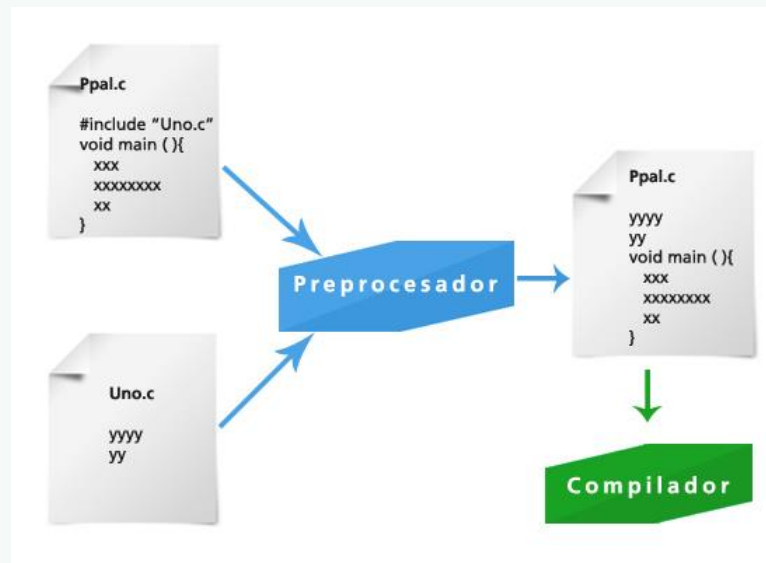 Ppal.c
#include “Uno.c”
void main ( ){
xxx
xxxxxxxx
xx
}
Uno.c
yyyy
yy
Preprocesador
Ppal.c
yyyy
yy
void main ( ){
xxx
xxxxxxxx
xx
}
Compilador